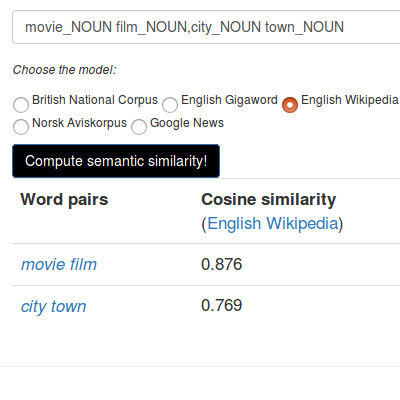 movie_NOUN film_NOUN,city_NOUN town_NOUN
Choose the model:
British National Corpus English Gigaword English Wikipedia
Norsk Aviskorpus Google News
Compute semantic similarity!
Word pairs Cosine similarity
(English Wikipedia)
movie film 0.876
city town 0.769